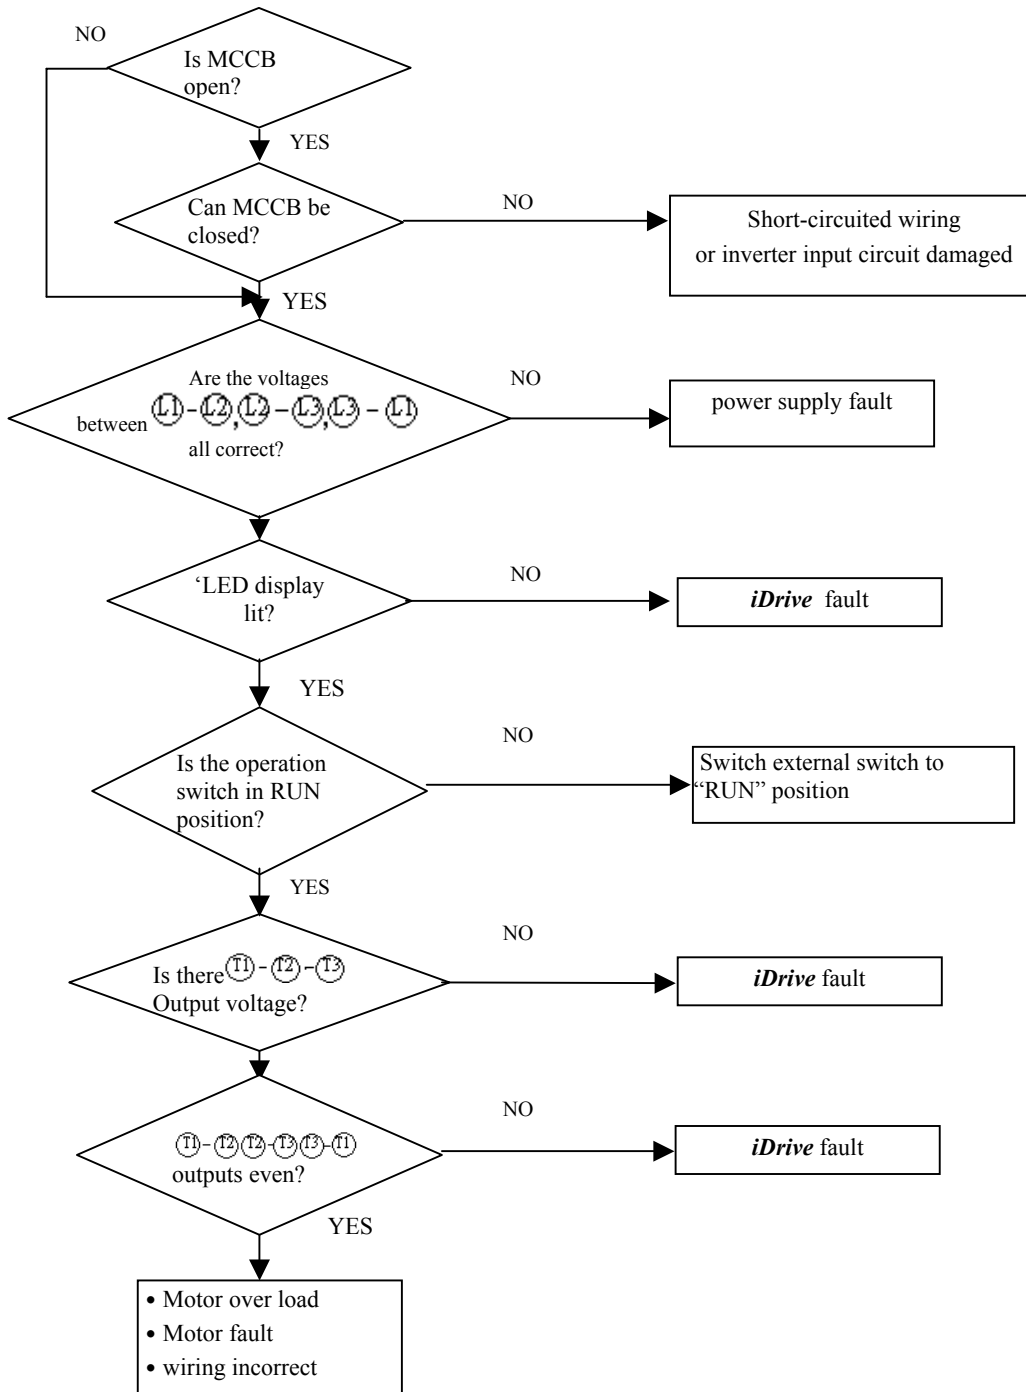 NO
Is MCCB
open?
YES
Can MCCB be
closed?
NO
Short-circuited wiring
or inverter input circuit damaged
YES
Are the voltages
between L1-L2,L2-L3,L3-L1
all correct?
NO
power supply fault
‘LED display
lit?
NO
iDrive fault
YES
Is the operation
switch in RUN
position?
NO
Switch external switch to
“RUN” position
YES
Is there T1-T2-T3
Output voltage?
NO
iDrive fault
T1-T2T2-T3T3-T1
outputs even?
NO
iDrive fault
YES
• Motor over load
• Motor fault
• wiring incorrect